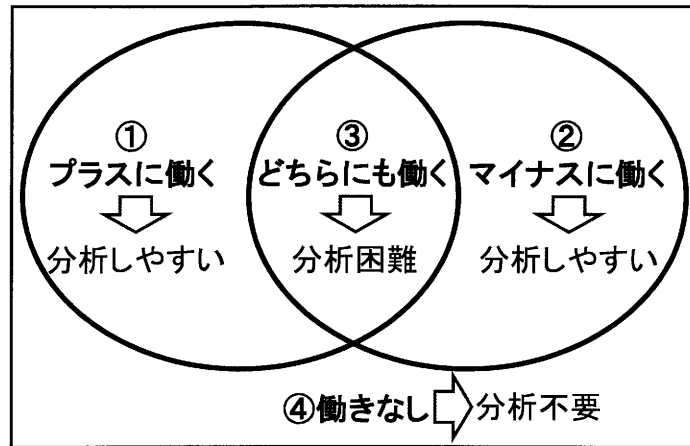 ①
プラスに働く
分析しやすい
③
どちらにも働く
分析困難
②
マイナスに働く
分析しやすい
④働きなし
分析不要